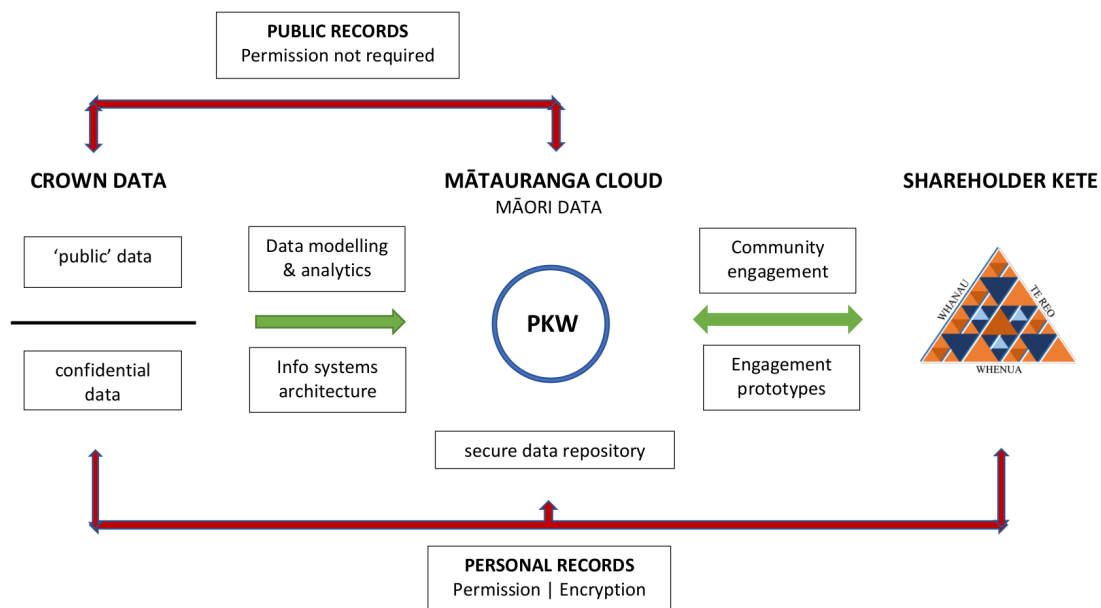 PUBLIC RECORDS
Permission not required
CROWN DATA
MĀTAURANGA CLOUD
MĀORI DATA
SHAREHOLDER KETE
‘public’ data
confidential
data
Data modelling
& analytics
Info systems
architecture
PKW
secure data repository
Community
engagement
Engagement
prototypes
WHANAU
TE REO
WHENUA
PERSONAL RECORDS
Permission | Encryption